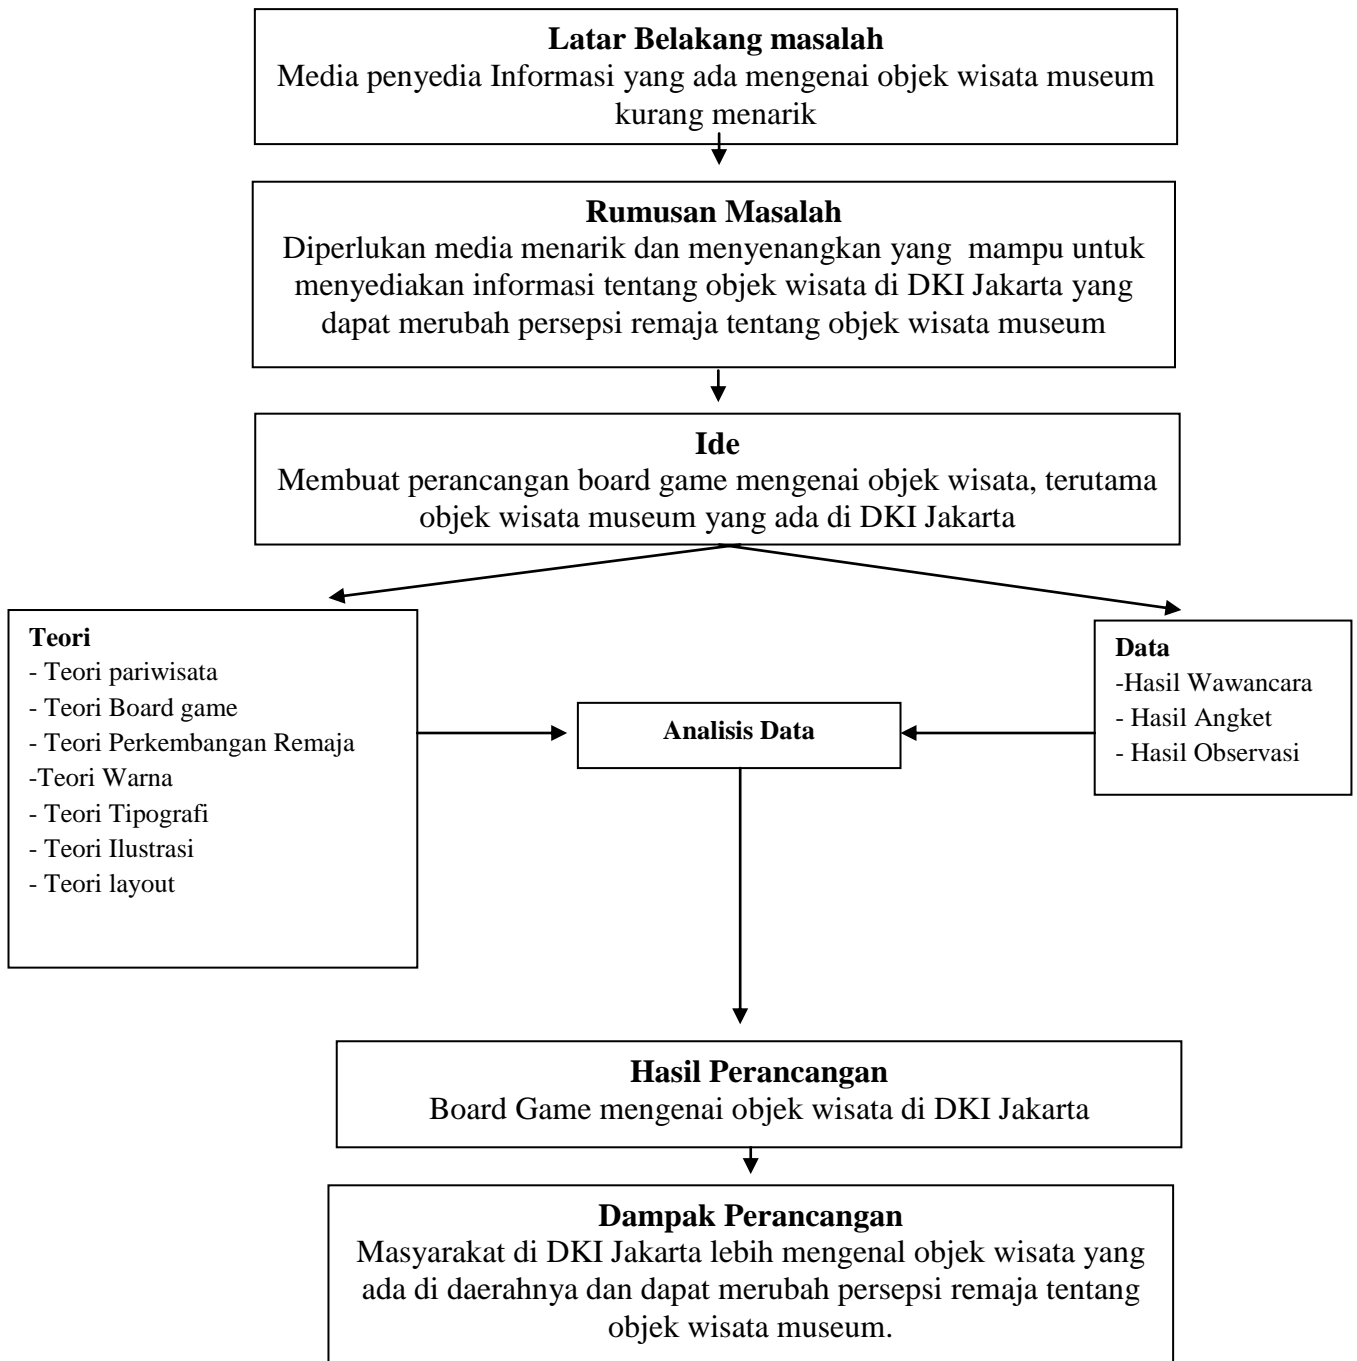 Latar Belakang masalah
Media penyedia Informasi yang ada mengenai objek wisata museum
kurang menarik
Rumusan Masalah
Diperlukan media menarik dan menyenangkan yang mampu untuk
menyediakan informasi tentang objek wisata di DKI Jakarta yang
dapat merubah persepsi remaja tentang objek wisata museum
Ide
Membuat perancangan board game mengenai objek wisata, terutama
objek wisata museum yang ada di DKI Jakarta
Teori
- Teori pariwisata
- Teori Board game
- Teori Perkembangan Remaja
-Teori Warna
- Teori Tipografi
- Teori Ilustrasi
- Teori layout
Analisis Data
Data
-Hasil Wawancara
- Hasil Angket
- Hasil Observasi
Hasil Perancangan
Board Game mengenai objek wisata di DKI Jakarta
Dampak Perancangan
Masyarakat di DKI Jakarta lebih mengenal objek wisata yang
ada di daerahnya dan dapat merubah persepsi remaja tentang
objek wisata museum.